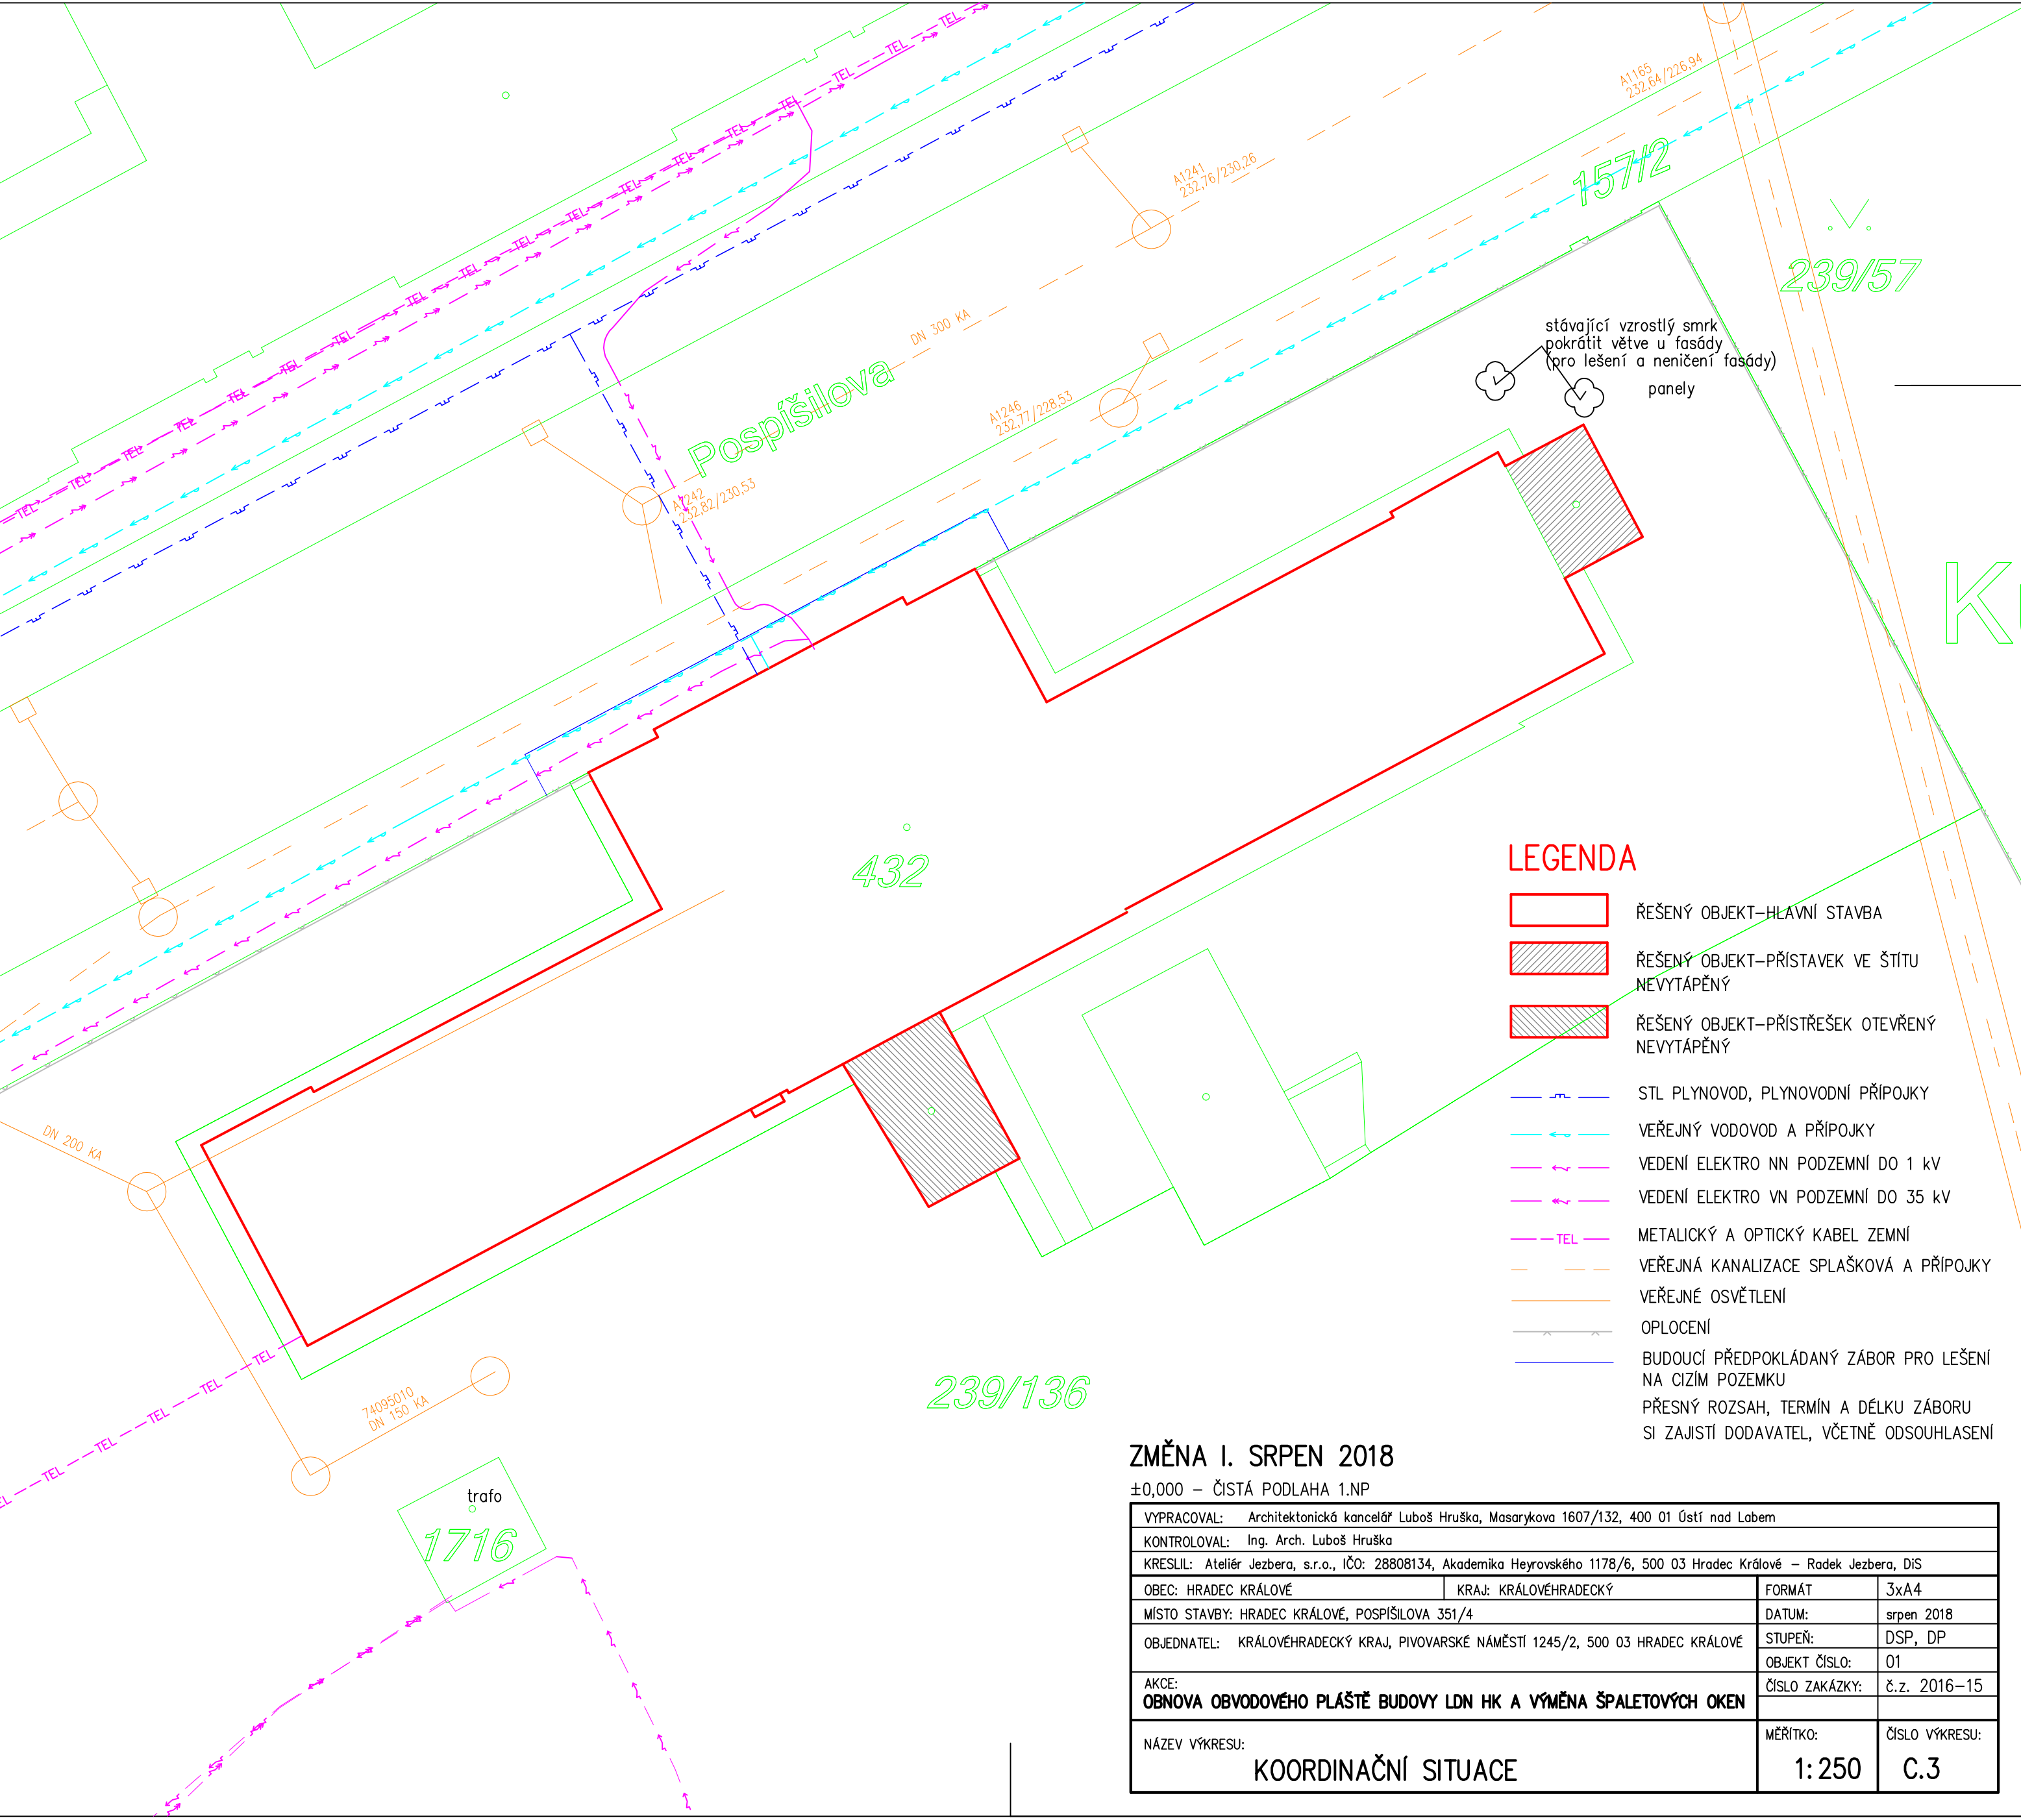 A1165
232,64/226,94
157/2
A1241
232,76/230,26
239/57
DN 300 KA
Pospíšilova
stávající vzrostlý smrk
pokrátit větve u fasády
(pro lešení a neničení fasády)
panely
A1246
232,77/228,53
A1242
232,82/230,53
TEL
432
DN 200 KA
74095010
DN 150 KA
239/136
trafo
1716
LEGENDA
ŘEŠENÝ OBJEKT-HLAVNÍ STAVBA
ŘEŠENÝ OBJEKT-PŘÍSTAVEK VE ŠTÍTU
NEVYTÁPĚNÝ
ŘEŠENÝ OBJEKT-PŘÍSTŘEŠEK OTEVŘENÝ
NEVYTÁPĚNÝ
STL PLYNOVOD, PLYNOVODNÍ PŘÍPOJKY
VEŘEJNÝ VODOVOD A PŘÍPOJKY
VEDENÍ ELEKTRO NN PODZEMNÍ DO 1 kV
VEDENÍ ELEKTRO VN PODZEMNÍ DO 35 kV
TEL METALICKÝ A OPTICKÝ KABEL ZEMNÍ
VEŘEJNÁ KANALIZACE SPLAŠKOVÁ A PŘÍPOJKY
VEŘEJNÉ OSVĚTLENÍ
OPLOCENÍ
BUDOUCÍ PŘEDPOKLÁDANÝ ZÁBOR PRO LEŠENÍ
NA CIZÍM POZEMKU
PŘESNÝ ROZSAH, TERMÍN A DÉLKU ZÁBORU
SI ZAJISTÍ DODAVATEL, VČETNĚ ODSOUHLASENÍ
ZMĚNA I. SRPEN 2018
±0,000 – ČISTÁ PODLAHA 1.NP
VYPRACOVAL: Architektonická kancelář Luboš Hruška, Masarykova 1607/132, 400 01 Ústí nad Labem
KONTROLOVAL: Ing. Arch. Luboš Hruška
KRESLIL: Ateliér Jezbera, s.r.o., IČO: 28808134, Akademika Heyrovského 1178/6, 500 03 Hradec Králové – Radek Jezbera, DiS
OBEC: HRADEC KRÁLOVÉ KRAJ: KRÁLOVÉHRADECKÝ FORMÁT 3xA4
MÍSTO STAVBY: HRADEC KRÁLOVÉ, POSPÍŠILOVA 351/4 DATUM: srpen 2018
OBJEDNATEL: KRÁLOVÉHRADECKÝ KRAJ, PIVOVARSKÉ NÁMĚSTÍ 1245/2, 500 03 HRADEC KRÁLOVÉ STUPEŇ: DSP, DP
OBJEKT ČÍSLO: 01
AKCE: ČÍSLO ZAKÁZKY: č.z. 2016-15
OBNOVA OBVODOVÉHO PLÁŠTĚ BUDOVY LDN HK A VÝMĚNA ŠPALETOVÝCH OKEN
NÁZEV VÝKRESU: MĚŘÍTKO: ČÍSLO VÝKRESU:
KOORDINAČNÍ SITUACE 1:250 C.3